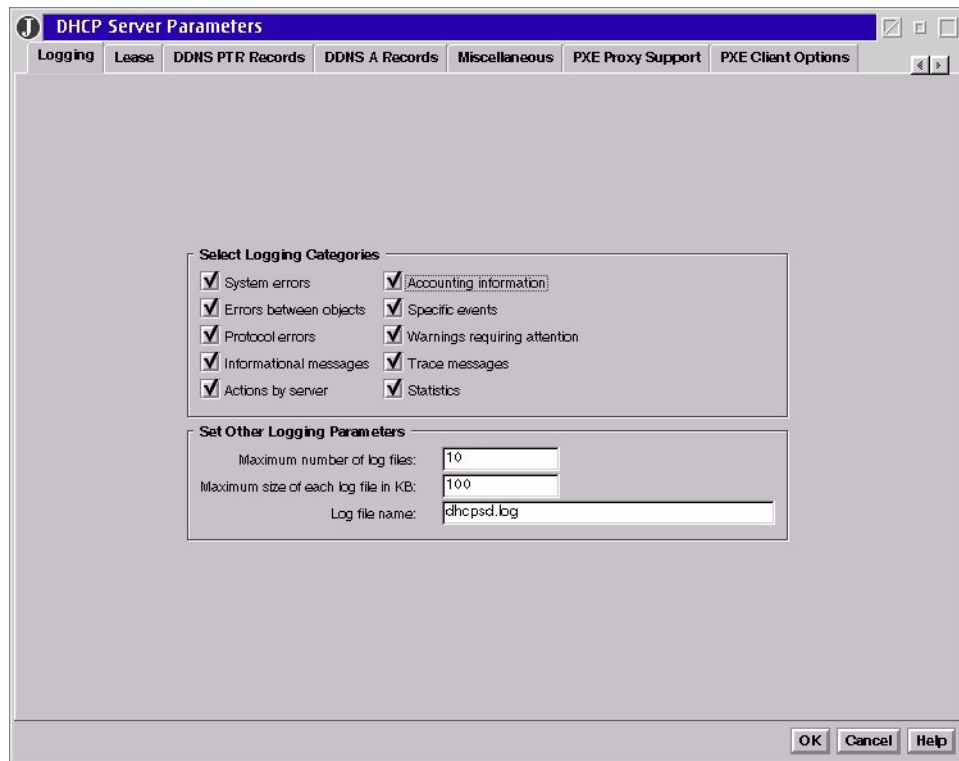 J DHCP Server Parameters
Logging Lease DDNS PTR Records DDNS A Records Miscellaneous PXE Proxy Support PXE Client Options
Select Logging Categories
System errors Accounting information
Errors between objects Specific events
Protocol errors Warnings requiring attention
Informational messages Trace messages
Actions by server Statistics
Set Other Logging Parameters
Maximum number of log files: 10
Maximum size of each log file in KB: 100
Log file name: dhcpsd.log
OK Cancel Help